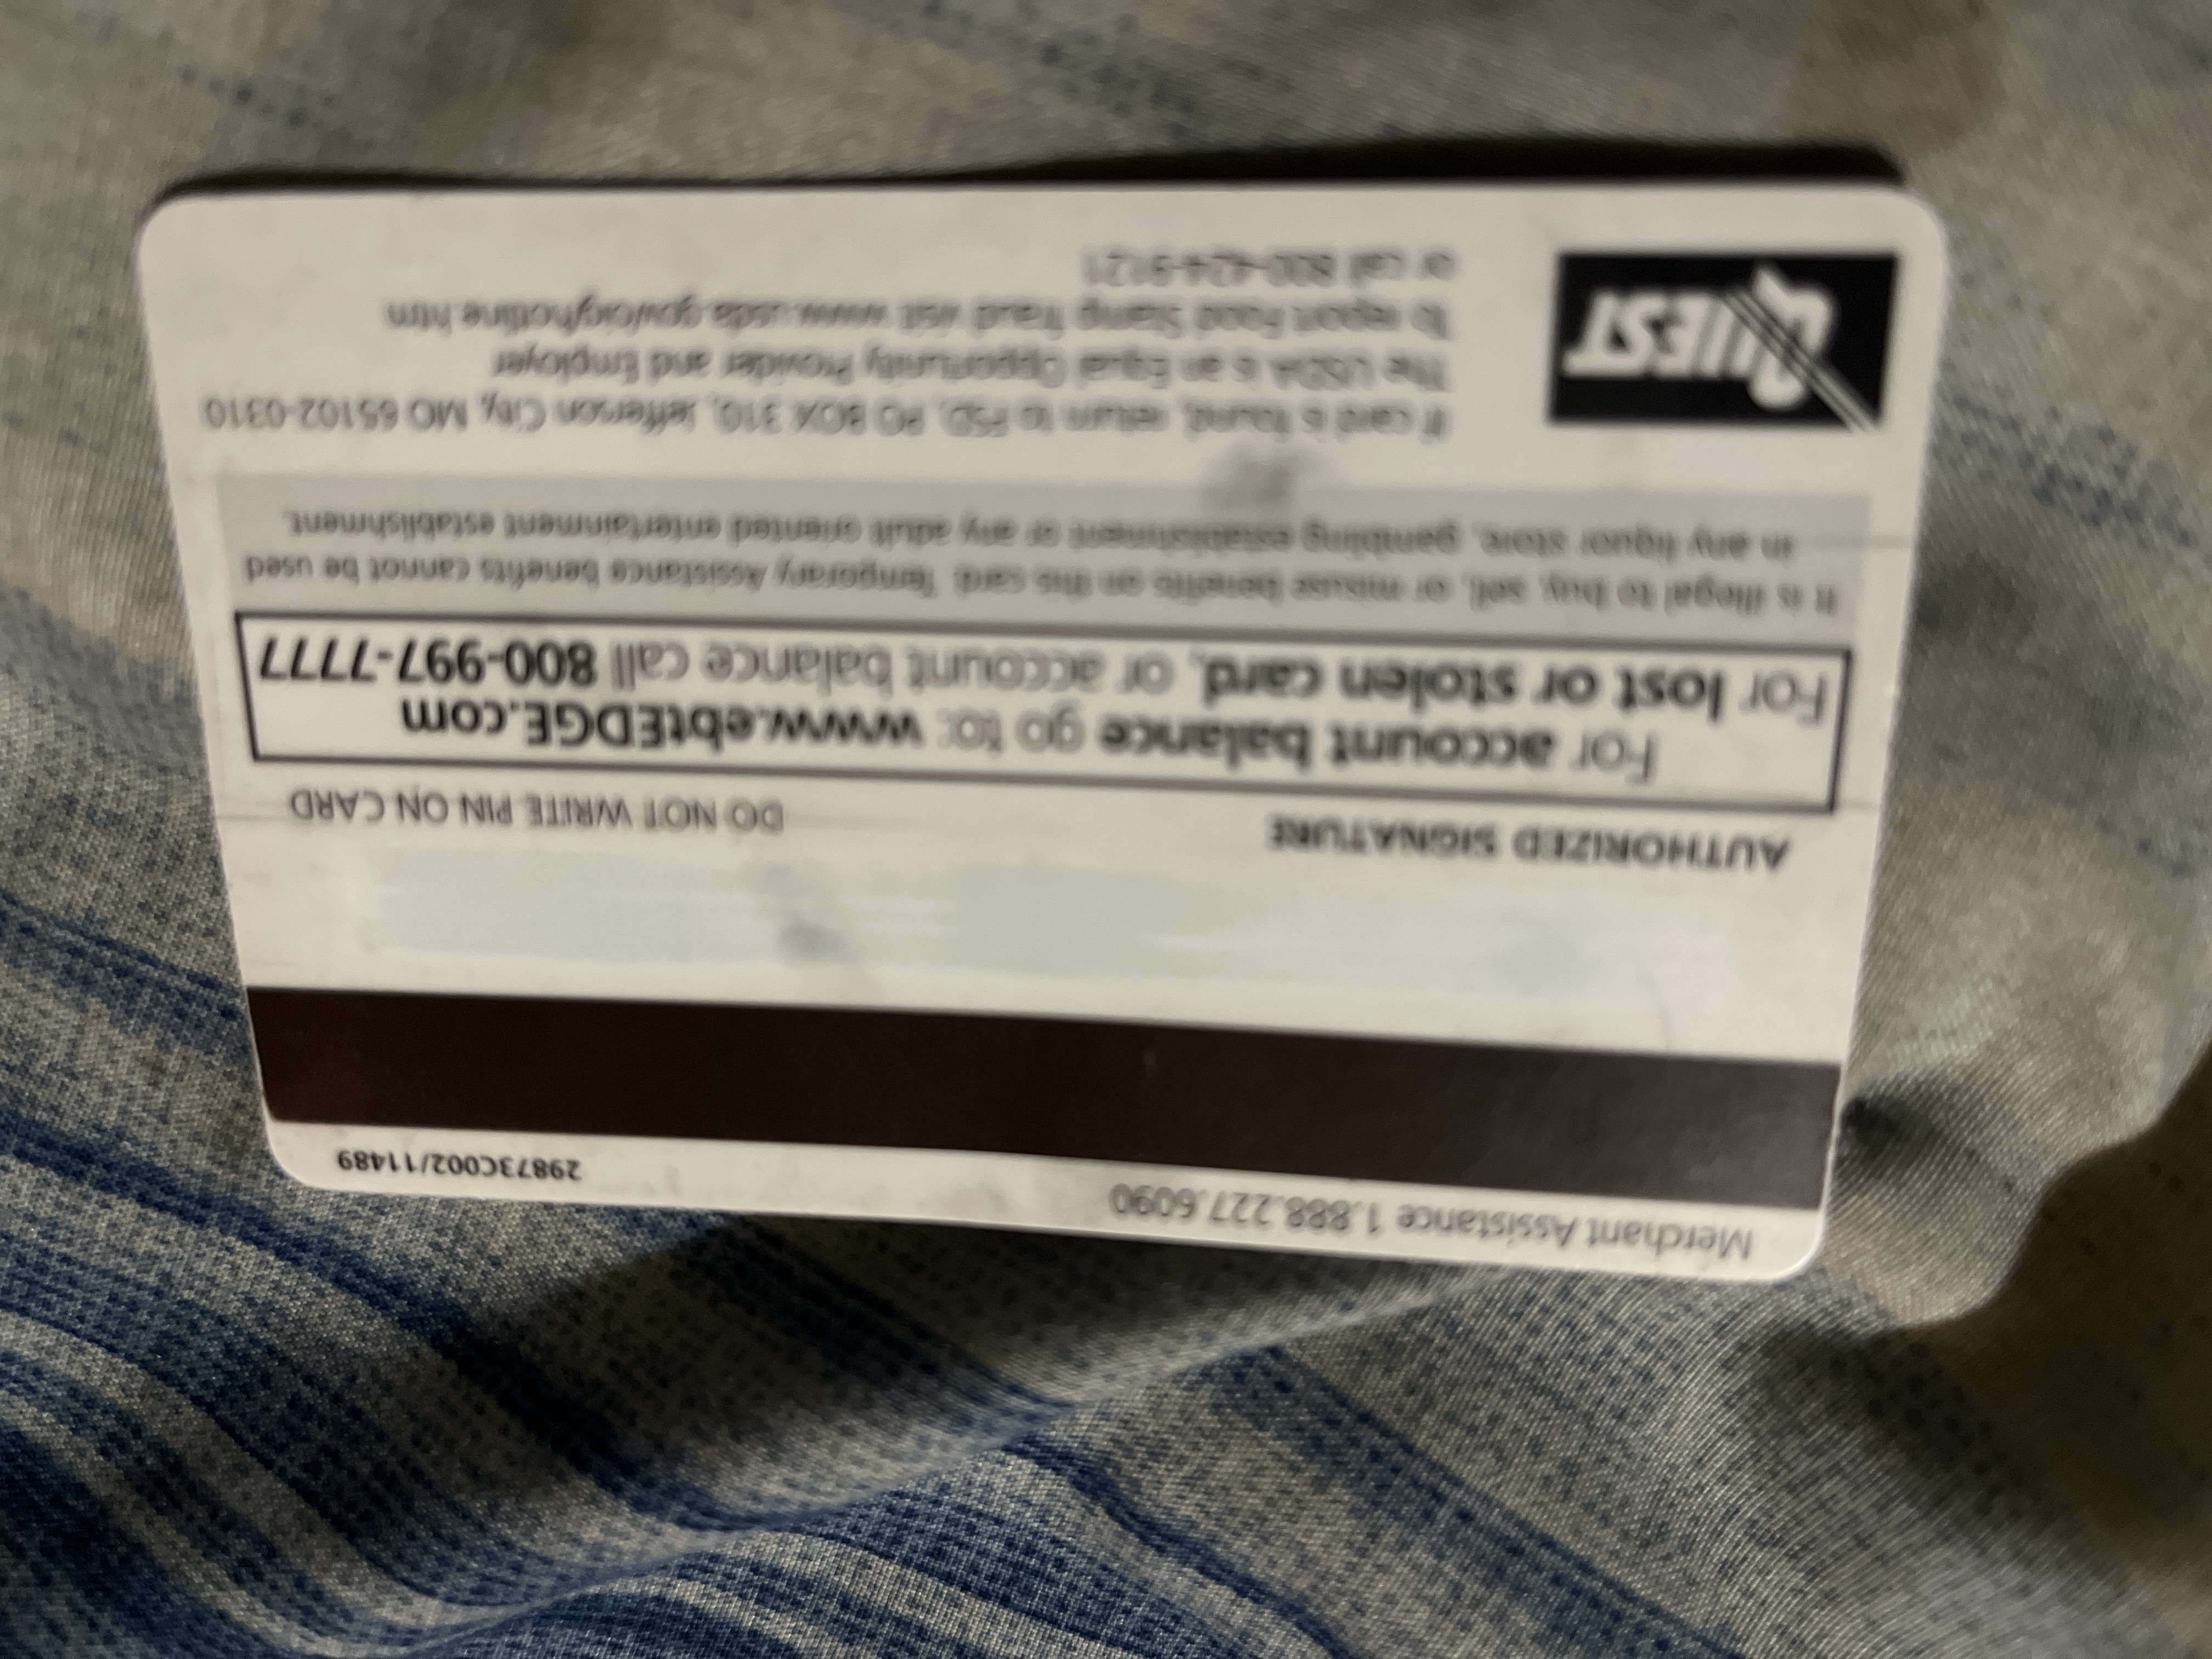 Merchant Assistance 1.888.227.6090
29873C002/11489
AUTHORIZED SIGNATURE
DO NOT WRITE PIN ON CARD
For account balance go to: www.ebtEDGE.com
For lost or stolen card, or account balance call 800-997-7777
It is illegal to buy, sell, or misuse benefits on this card. Temporary Assistance benefits cannot be used
in any liquor store, gambling establishment or any adult oriented entertainment establishment.
QUEST
If card is found, return to FSD, PO BOX 310, Jefferson City, MO 65102-0310
The USDA is an Equal Opportunity Provider and Employer
To report Food Stamp fraud visit www.usda.gov/oig/hotline.htm
or call 800-424-9121